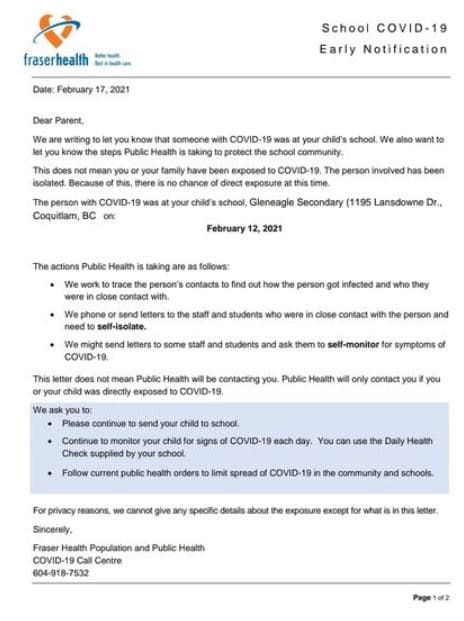 School COVID-19
Early Notification
fraserhealth
Better health.
Best in health care.
Date: February 17, 2021
Dear Parent,
We are writing to let you know that someone with COVID-19 was at your child's school. We also want to
let you know the steps Public Health is taking to protect the school community.
This does not mean you or your family have been exposed to COVID-19. The person involved has been
isolated. Because of this, there is no chance of direct exposure at this time.
The person with COVID-19 was at your child's school, Gleneagle Secondary (1195 Lansdowne Dr.,
Coquitlam, BC on:
February 12, 2021
The actions Public Health is taking are as follows:
• We work to trace the person's contacts to find out how the person got infected and who they
were in close contact with.
• We phone or send letters to the staff and students who were in close contact with the person and
need to self-isolate.
• We might send letters to some staff and students and ask them to self-monitor for symptoms of
COVID-19.
This letter does not mean Public Health will be contacting you. Public Health will only contact you if you
or your child was directly exposed to COVID-19.
We ask you to:
• Please continue to send your child to school.
• Continue to monitor your child for signs of COVID-19 each day. You can use the Daily Health
Check supplied by your school.
• Follow current public health orders to limit spread of COVID-19 in the community and schools.
For privacy reasons, we cannot give any specific details about the exposure except for what is in this letter.
Sincerely,
Fraser Health Population and Public Health
COVID-19 Call Centre
604-918-7532
Page 1 of 2